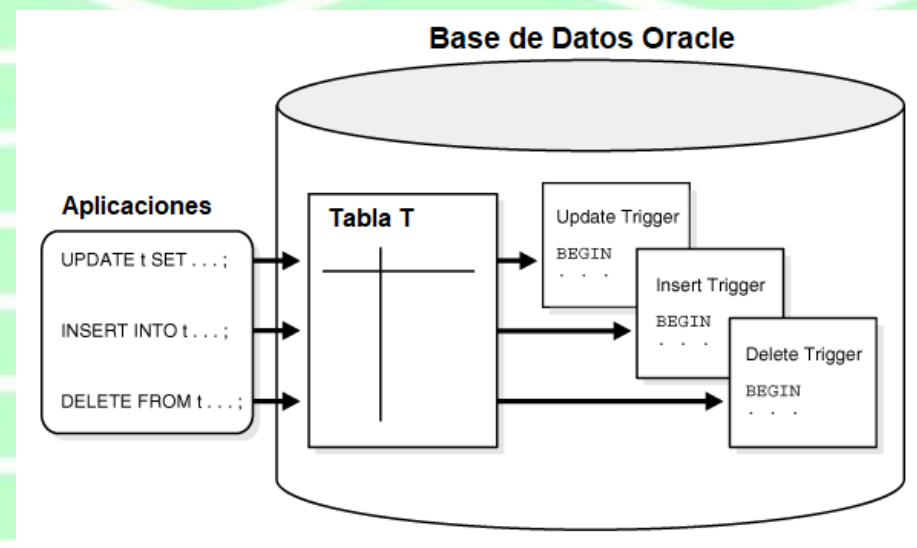 Base de Datos Oracle
Aplicaciones
UPDATE t SET . . . ;
INSERT INTO t . . . ;
DELETE FROM t . . . ;
Tabla T
Update Trigger
BEGIN
. . .
Insert Trigger
BEGIN
. . .
Delete Trigger
BEGIN
. . .